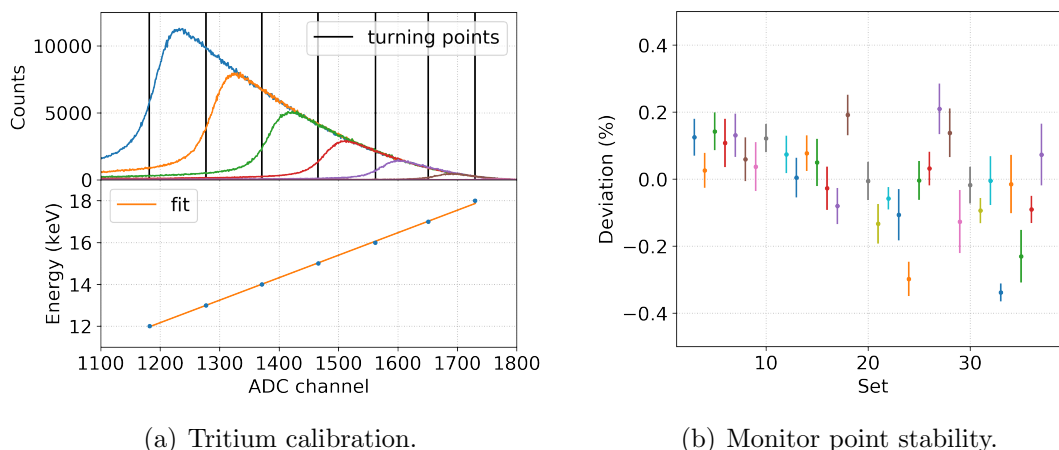 10000
5000
0
Counts
turning points
18
16
14
12
Energy (keV)
fit
1100 1200 1300 1400 1500 1600 1700 1800
ADC channel
(a) Tritium calibration.
0.4
0.2
0.0
−0.2
−0.4
Deviation (%)
10 20 30
Set
(b) Monitor point stability.